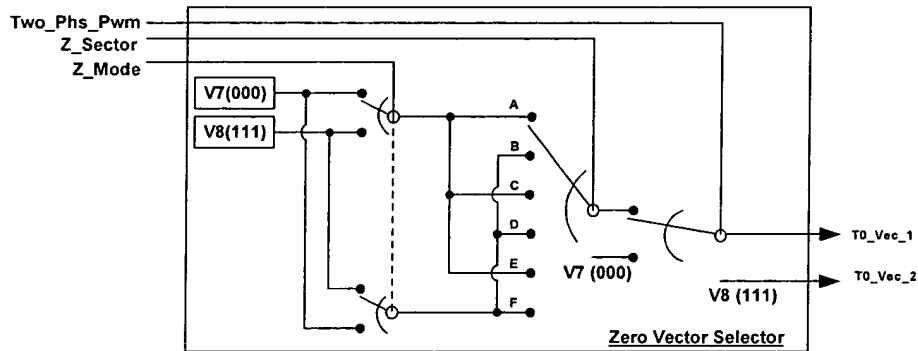 Two_Phs_Pwm
Z_Sector
Z_Mode
V7(000)
V8(111)
A
B
C
D
E
F
V7 (000)
T0_Vec_1
T0_Vec_2
V8 (111)
Zero Vector Selector